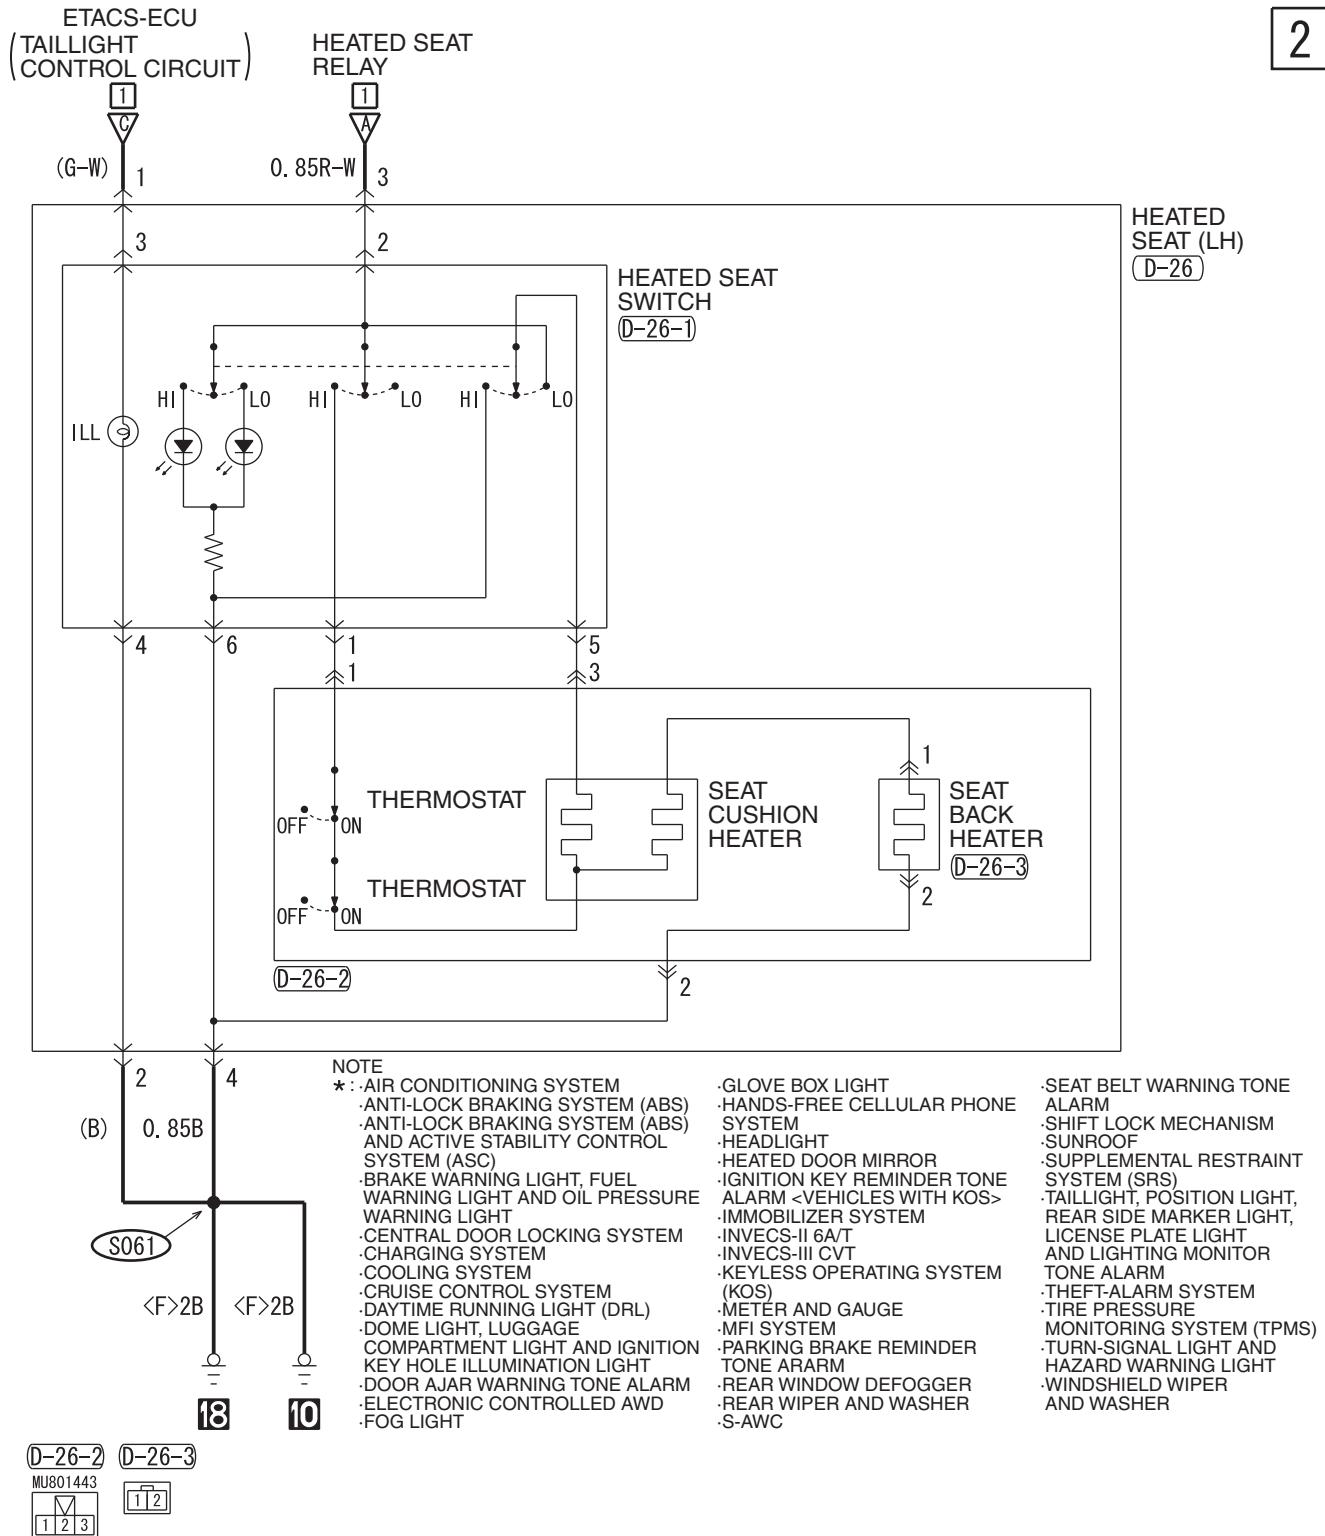 ETACS-ECU
(TAILLIGHT
CONTROL CIRCUIT)
HEATED SEAT
RELAY
2
1
1
C
A
(G-W)
1
0.85R-W
3
HEATED
SEAT (LH)
D-26
3
2
HEATED SEAT
SWITCH
D-26-1
HI
LO
HI
LO
HI
LO
ILL
4
6
1
5
1
3
THERMOSTAT
OFF
ON
THERMOSTAT
OFF
ON
SEAT
CUSHION
HEATER
1
SEAT
BACK
HEATER
D-26-3
2
D-26-2
2
2
4
(B)
0.85B
S061
<F>2B
<F>2B
18
10
NOTE
*:·AIR CONDITIONING SYSTEM
·ANTI-LOCK BRAKING SYSTEM (ABS)
·ANTI-LOCK BRAKING SYSTEM (ABS)
AND ACTIVE STABILITY CONTROL
SYSTEM (ASC)
·BRAKE WARNING LIGHT, FUEL
WARNING LIGHT AND OIL PRESSURE
WARNING LIGHT
·CENTRAL DOOR LOCKING SYSTEM
·CHARGING SYSTEM
·COOLING SYSTEM
·CRUISE CONTROL SYSTEM
·DAYTIME RUNNING LIGHT (DRL)
·DOME LIGHT, LUGGAGE
COMPARTMENT LIGHT AND IGNITION
KEY HOLE ILLUMINATION LIGHT
·DOOR AJAR WARNING TONE ALARM
·ELECTRONIC CONTROLLED AWD
·FOG LIGHT
·GLOVE BOX LIGHT
·HANDS-FREE CELLULAR PHONE
SYSTEM
·HEADLIGHT
·HEATED DOOR MIRROR
·IGNITION KEY REMINDER TONE
ALARM <VEHICLES WITH KOS>
·IMMOBILIZER SYSTEM
·INVECS-II 6A/T
·INVECS-III CVT
·KEYLESS OPERATING SYSTEM
(KOS)
·METER AND GAUGE
·MFI SYSTEM
·PARKING BRAKE REMINDER
TONE ARARM
·REAR WINDOW DEFOGGER
·REAR WIPER AND WASHER
·S-AWC
·SEAT BELT WARNING TONE
ALARM
·SHIFT LOCK MECHANISM
·SUNROOF
·SUPPLEMENTAL RESTRAINT
SYSTEM (SRS)
·TAILLIGHT, POSITION LIGHT,
REAR SIDE MARKER LIGHT,
LICENSE PLATE LIGHT
AND LIGHTING MONITOR
TONE ALARM
·THEFT-ALARM SYSTEM
·TIRE PRESSURE
MONITORING SYSTEM (TPMS)
·TURN-SIGNAL LIGHT AND
HAZARD WARNING LIGHT
·WINDSHIELD WIPER
AND WASHER
D-26-2
D-26-3
MU801443
1 2
1 2 3